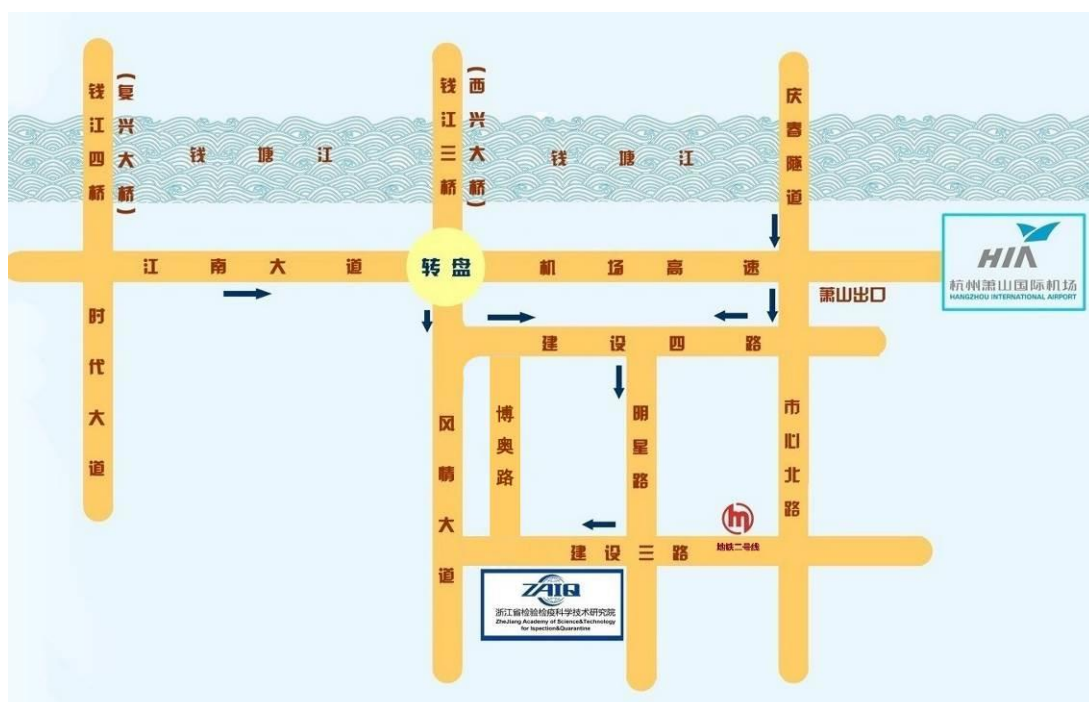 钱江四桥
(复兴大桥)
钱江三桥
(西兴大桥)
庆春隧道
钱塘江
钱塘江
江南大道
转盘
机场高速
HIA
杭州萧山国际机场
HANGZHOU INTERNATIONAL AIRPORT
萧山出口
时代大道
建设四路
风情大道
博奥路
明星路
市心北路
地铁二号线
建设三路
ZAIQ
浙江省检验检疫科学技术研究院
ZheJiang Academy of Science&Technology
for Ispection&Quarantine